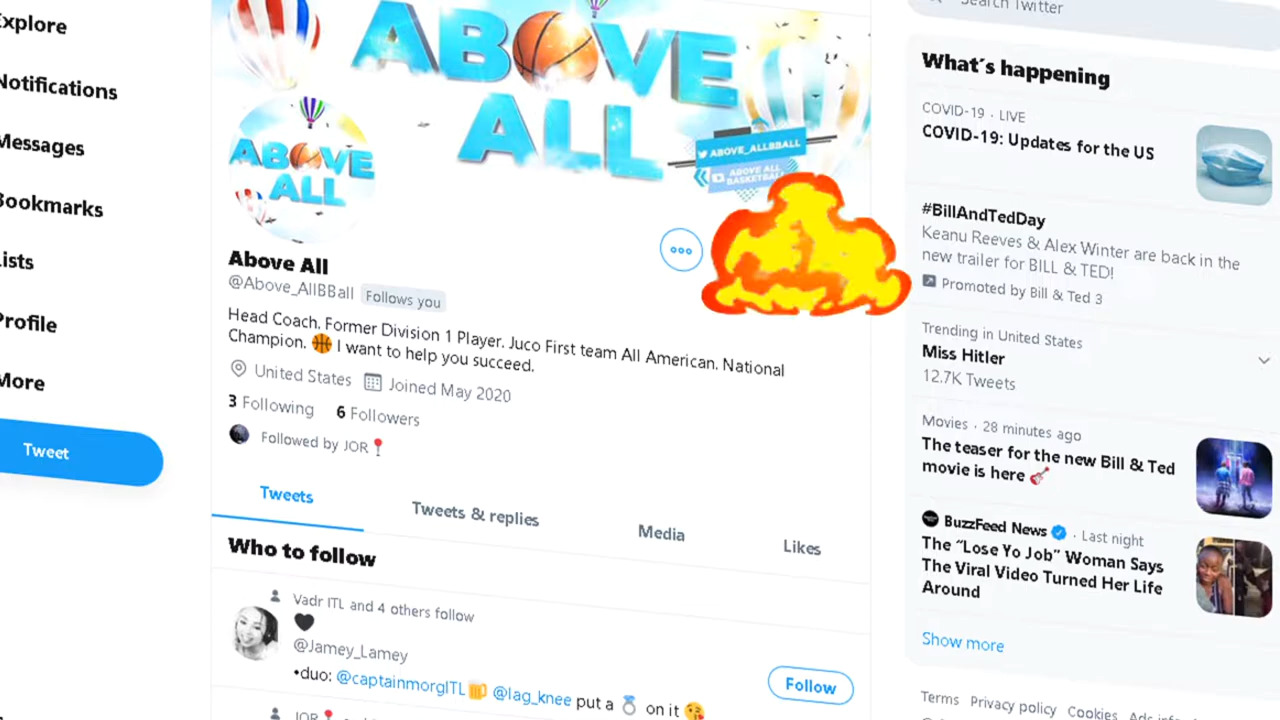 Explore
Notifications
Messages
Bookmarks
Lists
Profile
More
Tweet
ABOVE
ALL
ABOVE_ALLBBALL
ABOVE ALL
BASKETBALL
ABOVE
ALL
Above All
@Above_AllBBall Follows you
Head Coach. Former Division 1 Player. Juco First team All American. National
Champion. 🏀 I want to help you succeed.
United States Joined May 2020
3 Following 6 Followers
Followed by JOR📍
Tweets Tweets & replies Media Likes
Who to follow
Vadr ITL and 4 others follow
🖤
@Jamey_Lamey
•duo: @captainmorgITL🍺 @lag_knee put a 💍 on it 😘
Follow
JOR📍
Search Twitter
What's happening
COVID-19 · LIVE
COVID-19: Updates for the US
#BillAndTedDay
Keanu Reeves & Alex Winter are back in the
new trailer for BILL & TED!
Promoted by Bill & Ted 3
Trending in United States
Miss Hitler
12.7K Tweets
Movies · 28 minutes ago
The teaser for the new Bill & Ted
movie is here 🎸
BuzzFeed News · Last night
The “Lose Yo Job” Woman Says
The Viral Video Turned Her Life
Around
Show more
Terms Privacy policy Cookies Ads